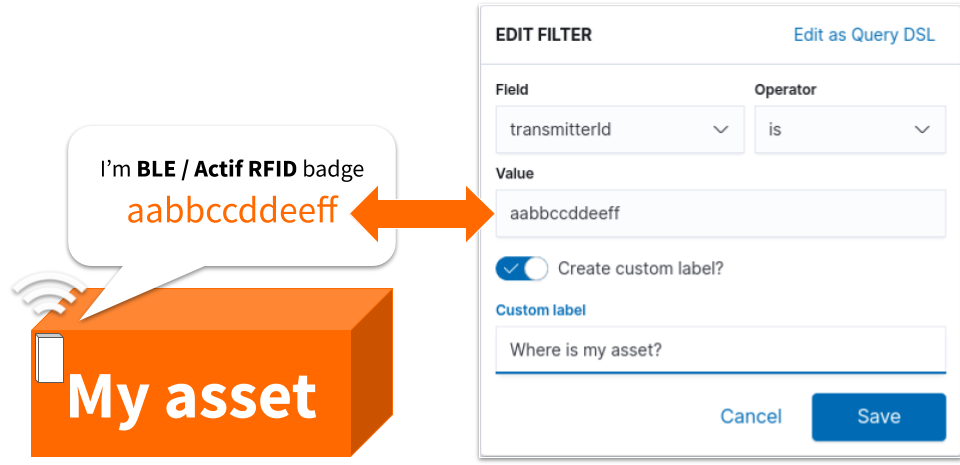 I'm BLE / Actif RFID badge
aabbccddeeff
My asset
EDIT FILTER
Edit as Query DSL
Field
Operator
transmitterId
is
Value
aabbccddeeff
Create custom label?
Custom label
Where is my asset?
Cancel
Save